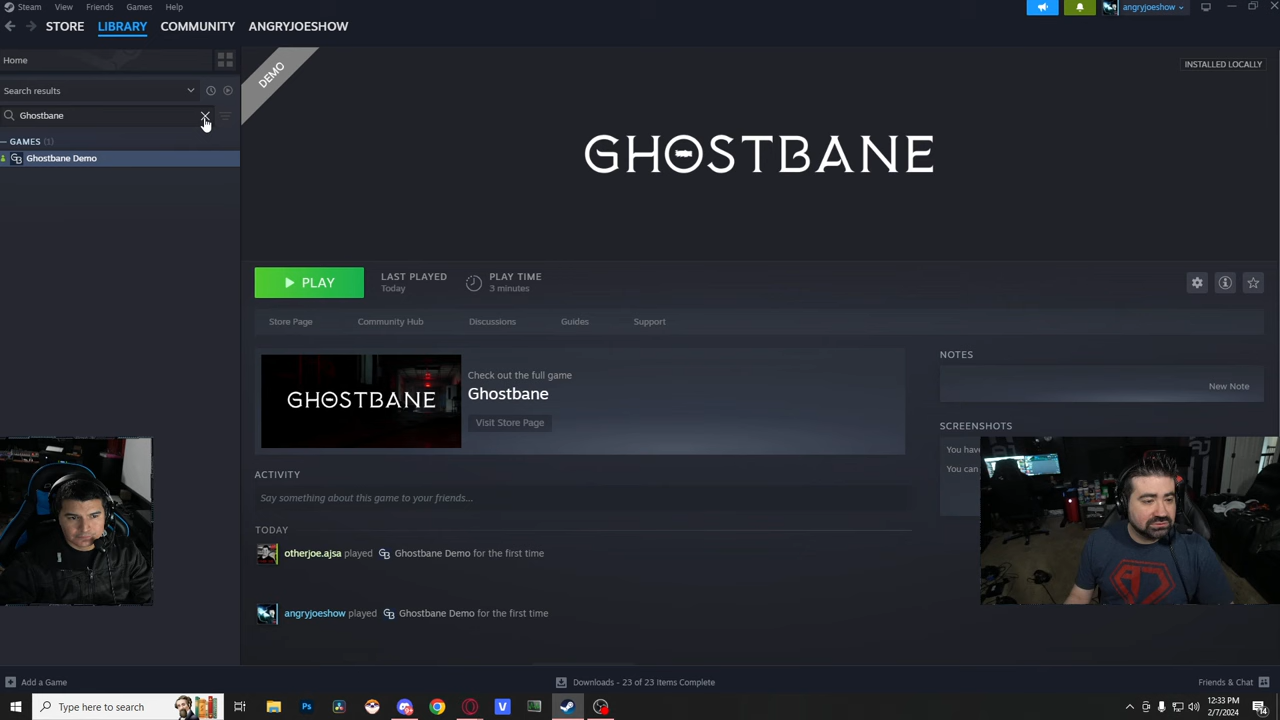 Steam View Friends Games Help
angryjoeshow
STORE LIBRARY COMMUNITY ANGRYJOESHOW
Home
Search results
Ghostbane
GAMES (1)
Ghostbane Demo
DEMO
INSTALLED LOCALLY
GHOSTBANE
PLAY
LAST PLAYED
Today
PLAY TIME
3 minutes
Store Page Community Hub Discussions Guides Support
GHOSTBANE
Check out the full game
Ghostbane
Visit Store Page
NOTES
New Note
SCREENSHOTS
You have
You can
ACTIVITY
Say something about this game to your friends...
TODAY
otherjoe.ajsa played Ghostbane Demo for the first time
angryjoeshow played Ghostbane Demo for the first time
Add a Game
Downloads - 23 of 23 Items Complete
Friends & Chat
Type here to search
12:33 PM
2/7/2024